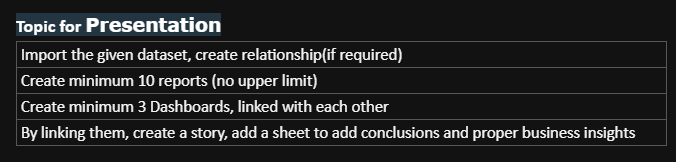 Topic for Presentation
Import the given dataset, create relationship(if required)
Create minimum 10 reports (no upper limit)
Create minimum 3 Dashboards, linked with each other
By linking them, create a story, add a sheet to add conclusions and proper business insights